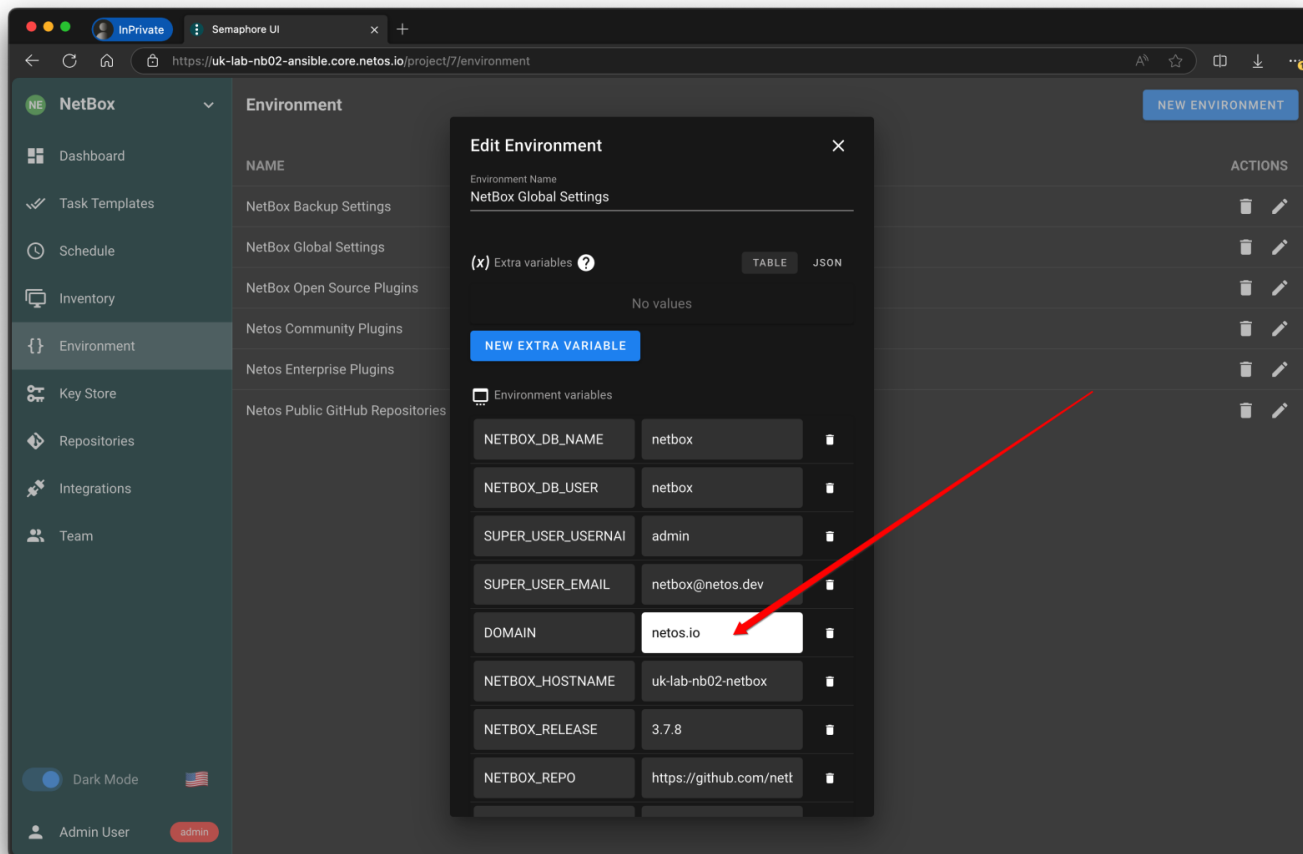 InPrivate
Semaphore UI
https://uk-lab-nb02-ansible.core.netos.io/project/7/environment
NE NetBox
Environment
NEW ENVIRONMENT
Dashboard
Task Templates
Schedule
Inventory
{} Environment
Key Store
Repositories
Integrations
Team
Dark Mode
Admin User admin
NAME
ACTIONS
NetBox Backup Settings
NetBox Global Settings
NetBox Open Source Plugins
Netos Community Plugins
Netos Enterprise Plugins
Netos Public GitHub Repositories
Edit Environment
Environment Name
NetBox Global Settings
(x) Extra variables ? TABLE JSON
No values
NEW EXTRA VARIABLE
Environment variables
NETBOX_DB_NAME netbox
NETBOX_DB_USER netbox
SUPER_USER_USERNAI admin
SUPER_USER_EMAIL netbox@netos.dev
DOMAIN netos.io
NETBOX_HOSTNAME uk-lab-nb02-netbox
NETBOX_RELEASE 3.7.8
NETBOX_REPO https://github.com/netb